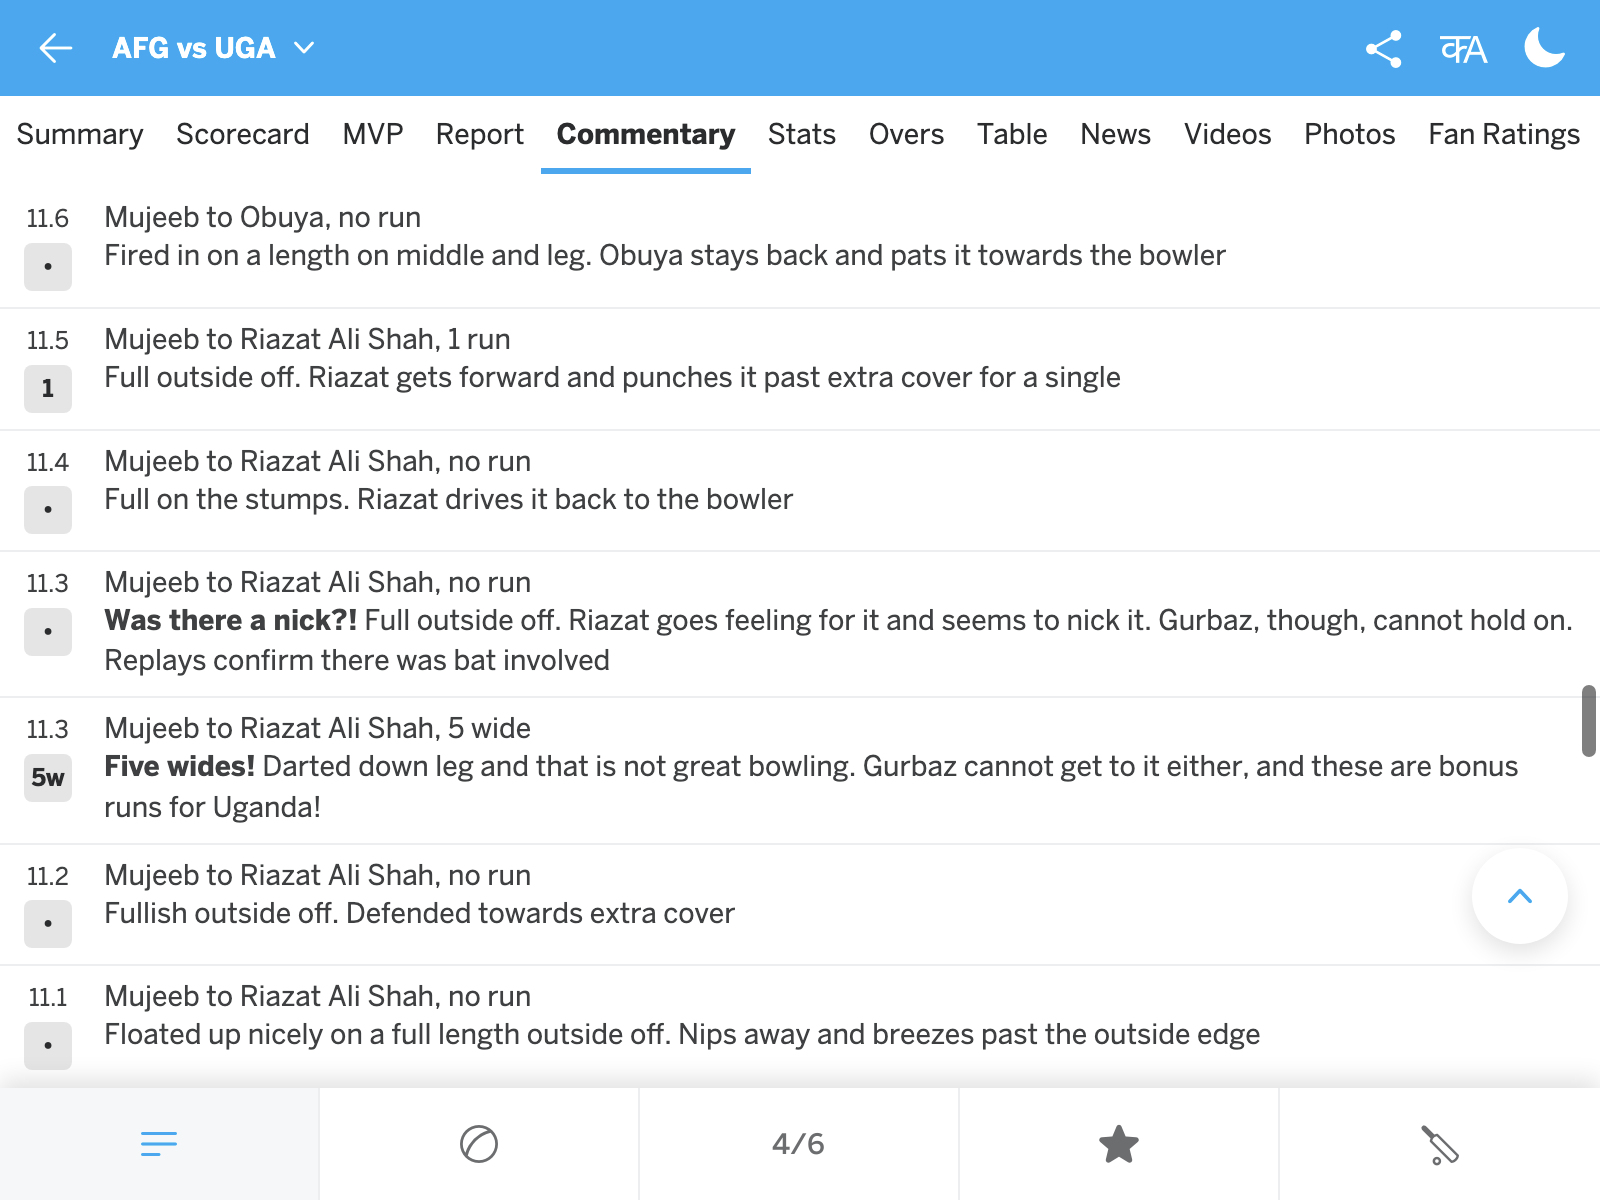 AFG vs UGA
कA
Summary Scorecard MVP Report Commentary Stats Overs Table News Videos Photos Fan Ratings
11.6 Mujeeb to Obuya, no run
• Fired in on a length on middle and leg. Obuya stays back and pats it towards the bowler
11.5 Mujeeb to Riazat Ali Shah, 1 run
1 Full outside off. Riazat gets forward and punches it past extra cover for a single
11.4 Mujeeb to Riazat Ali Shah, no run
• Full on the stumps. Riazat drives it back to the bowler
11.3 Mujeeb to Riazat Ali Shah, no run
• Was there a nick?! Full outside off. Riazat goes feeling for it and seems to nick it. Gurbaz, though, cannot hold on.
Replays confirm there was bat involved
11.3 Mujeeb to Riazat Ali Shah, 5 wide
5w Five wides! Darted down leg and that is not great bowling. Gurbaz cannot get to it either, and these are bonus
runs for Uganda!
11.2 Mujeeb to Riazat Ali Shah, no run
• Fullish outside off. Defended towards extra cover
11.1 Mujeeb to Riazat Ali Shah, no run
• Floated up nicely on a full length outside off. Nips away and breezes past the outside edge
4/6